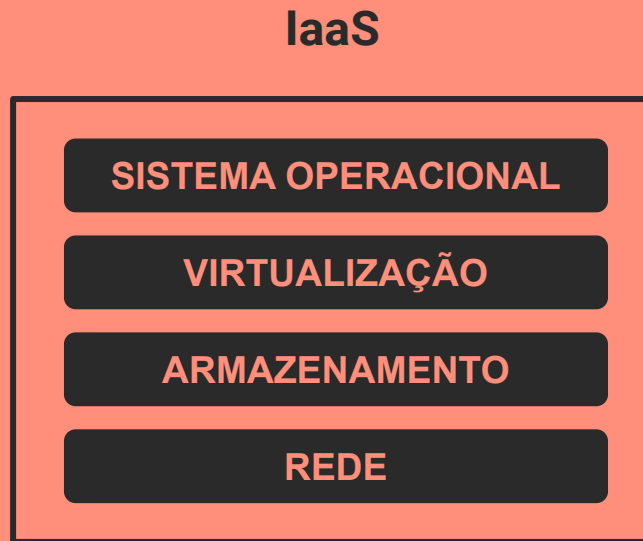 IaaS
SISTEMA OPERACIONAL
VIRTUALIZAÇÃO
ARMAZENAMENTO
REDE